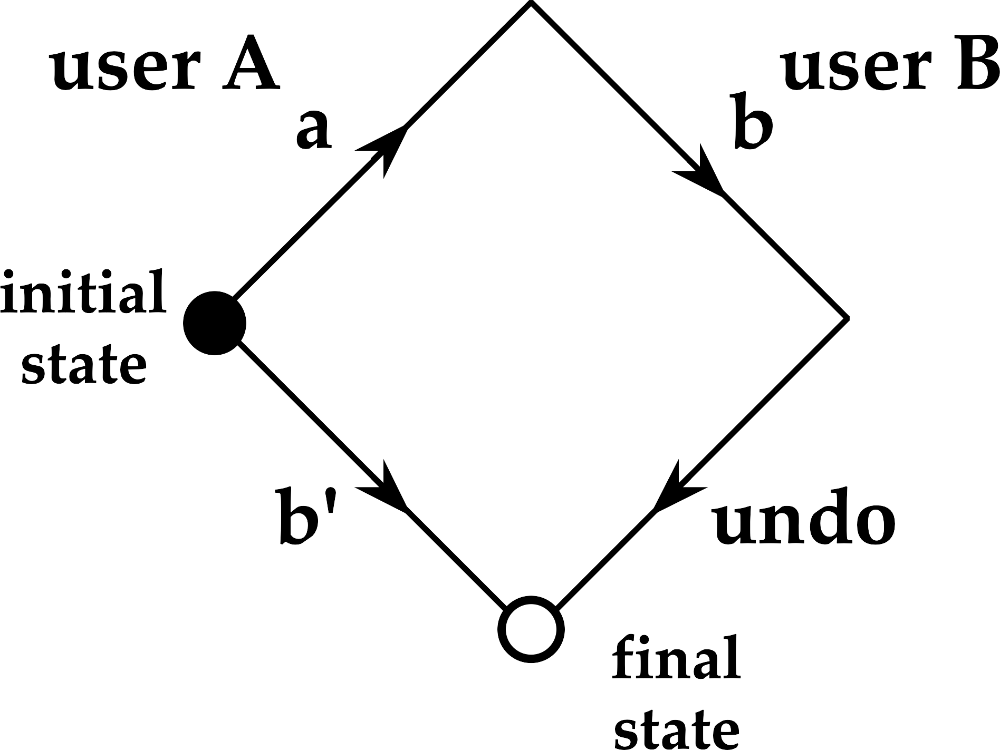 user A
user B
a
b
initial
state
b'
undo
final
state